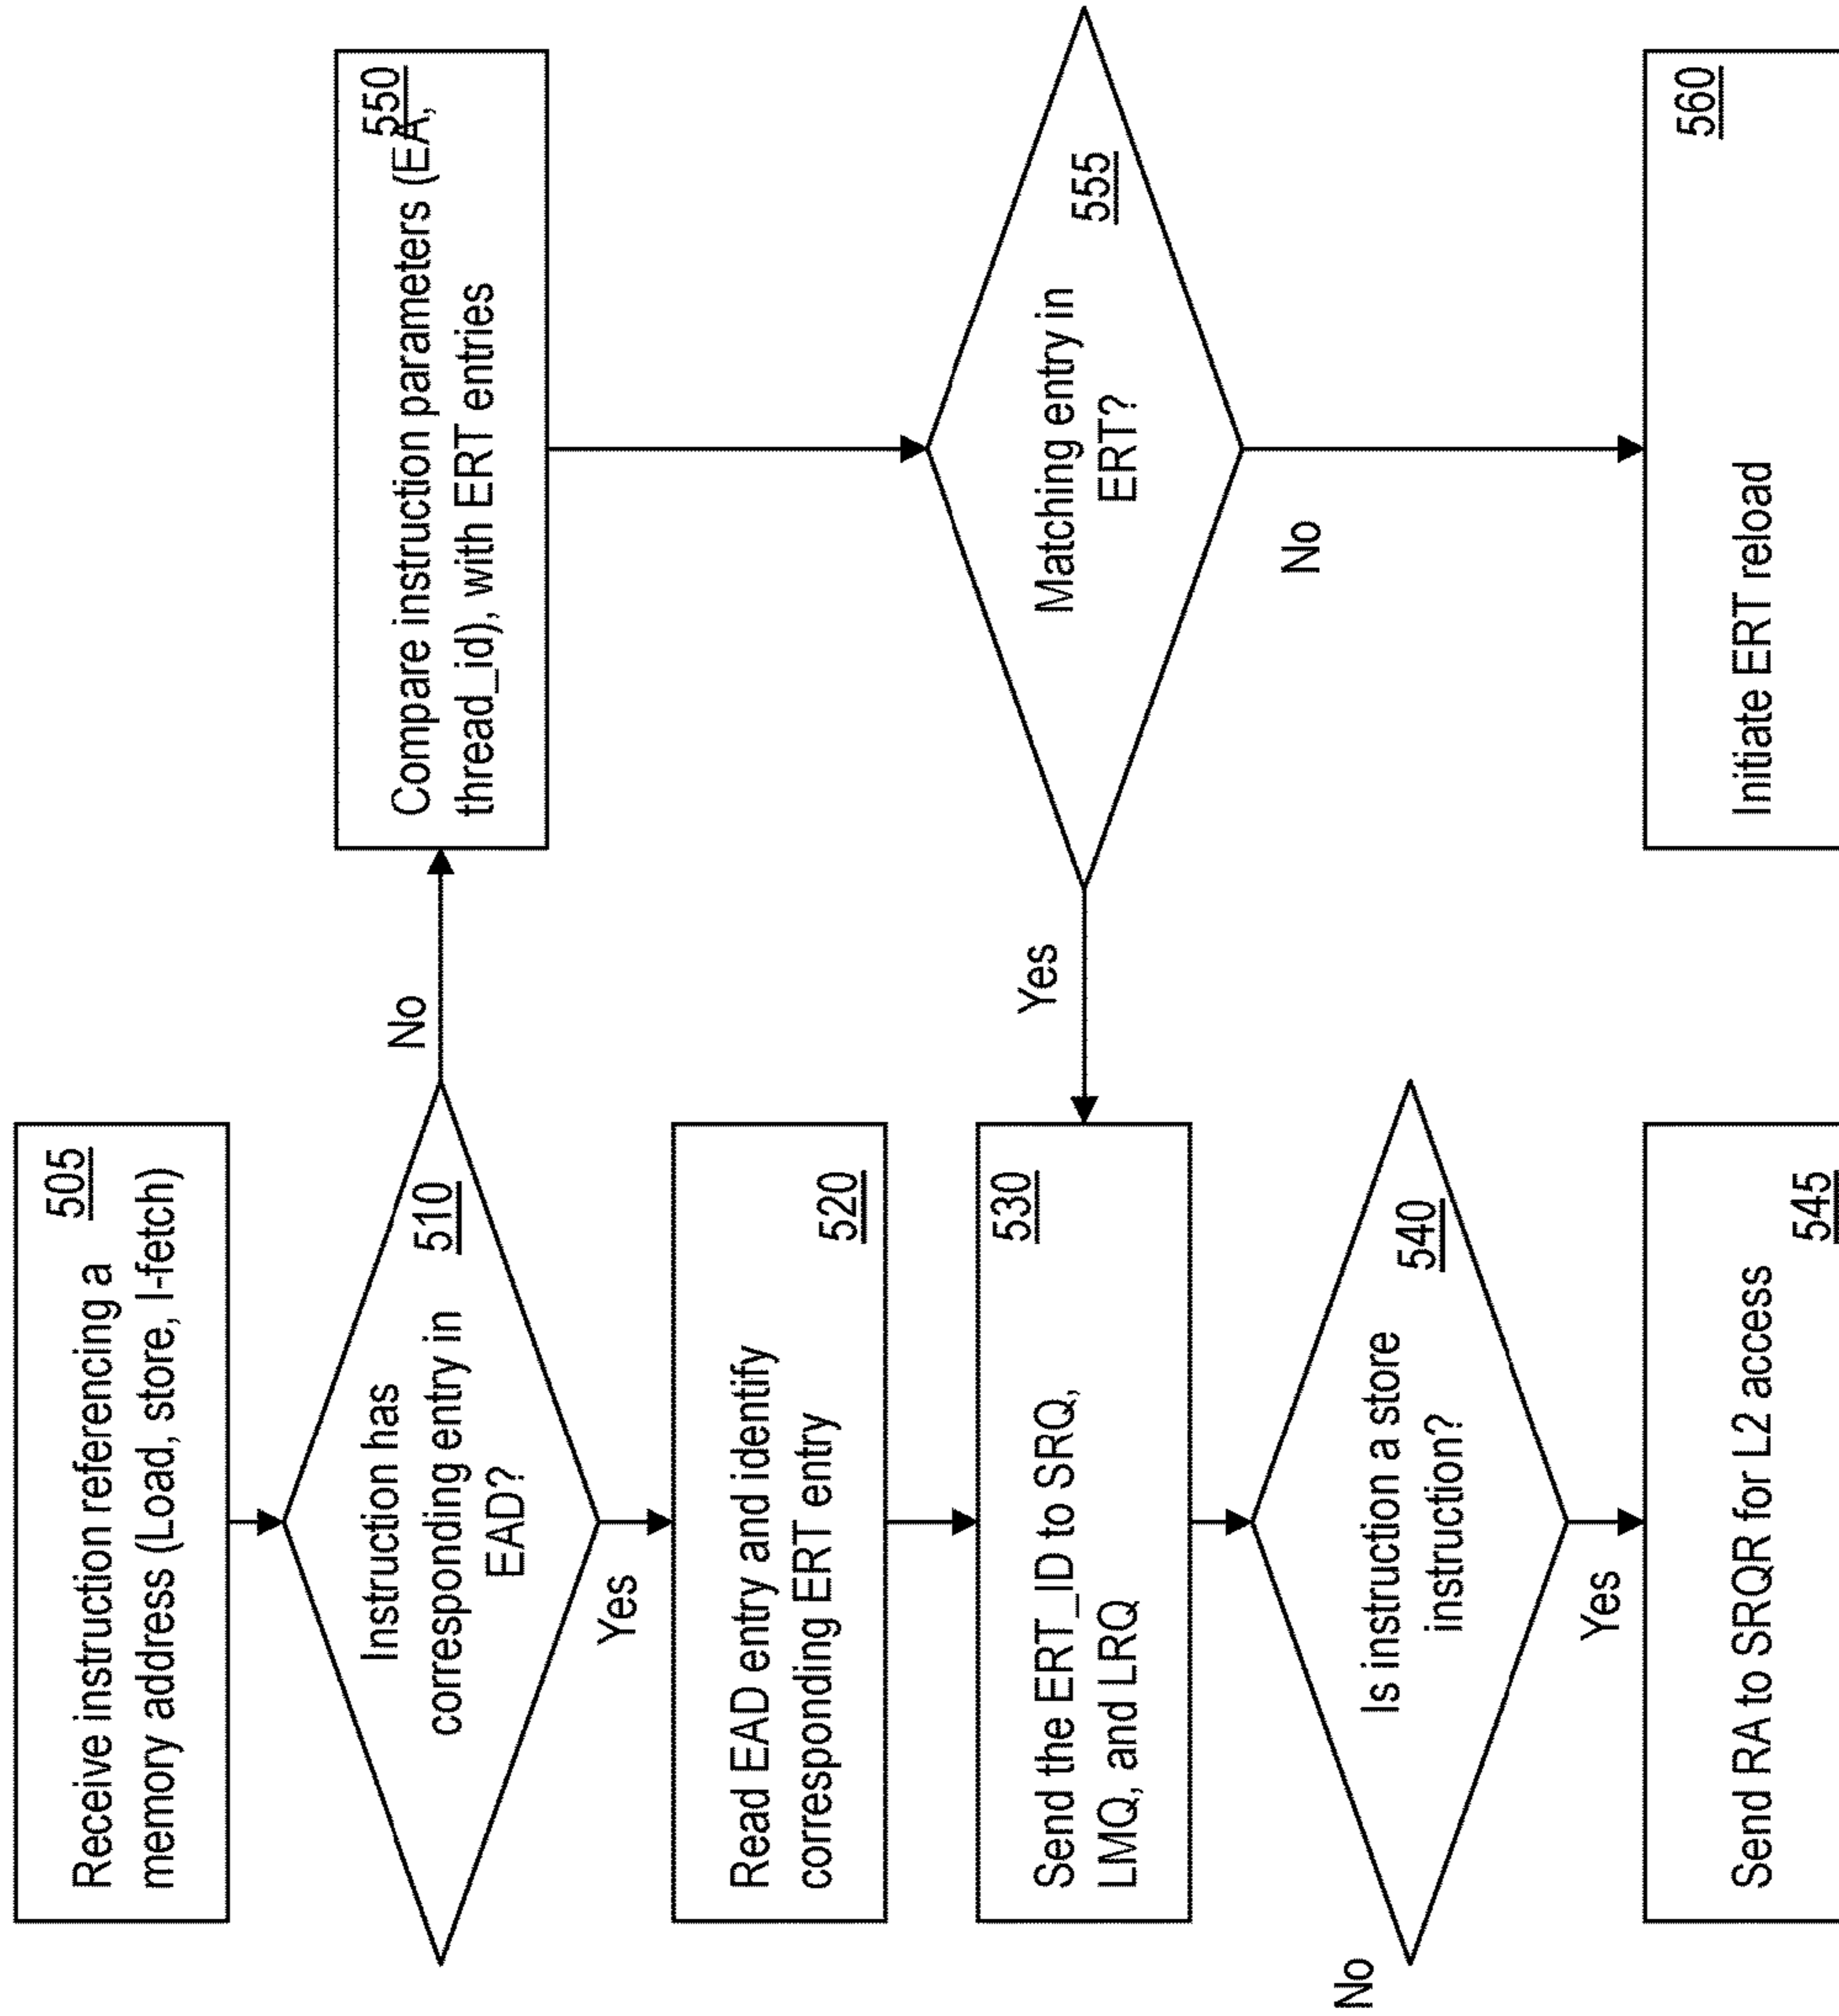 Receive instruction referencing a
memory address (Load, store, I-fetch)
505
Instruction has
corresponding entry in
EAD?
510
No
Yes
Compare instruction parameters (EA,
thread_id), with ERT entries
550
Read EAD entry and identify
corresponding ERT entry
520
Matching entry in
ERT?
555
Yes
No
Send the ERT_ID to SRQ,
LMQ, and LRQ
530
Is instruction a store
instruction?
540
No
Yes
Send RA to SRQR for L2 access
545
Initiate ERT reload
560